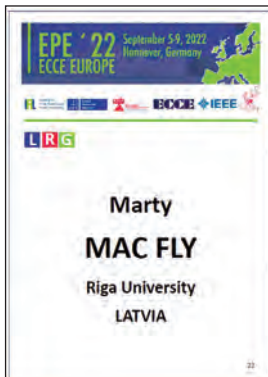 EPE '22
ECCE EUROPE
September 5-9, 2022
Hannover, Germany
ECCE
IEEE
LRG
Marty
MAC FLY
Riga University
LATVIA